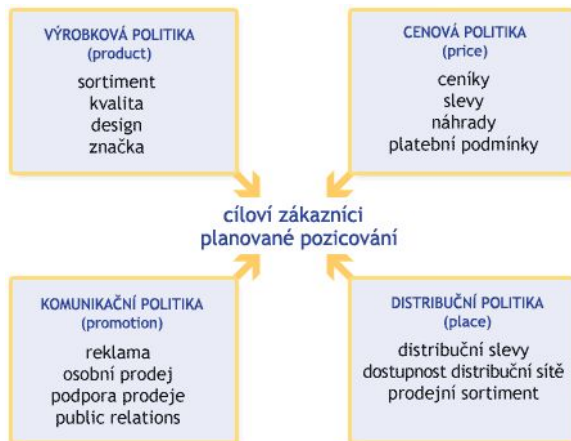 VÝROBKOVÁ POLITIKA
(product)
sortiment
kvalita
design
značka
CENOVÁ POLITIKA
(price)
ceníky
slevy
náhrady
platební podmínky
cíloví zákazníci
planované pozicování
KOMUNIKAČNÍ POLITIKA
(promotion)
reklama
osobní prodej
podpora prodeje
public relations
DISTRIBUČNÍ POLITIKA
(place)
distribuční slevy
dostupnost distribuční sítě
prodejní sortiment